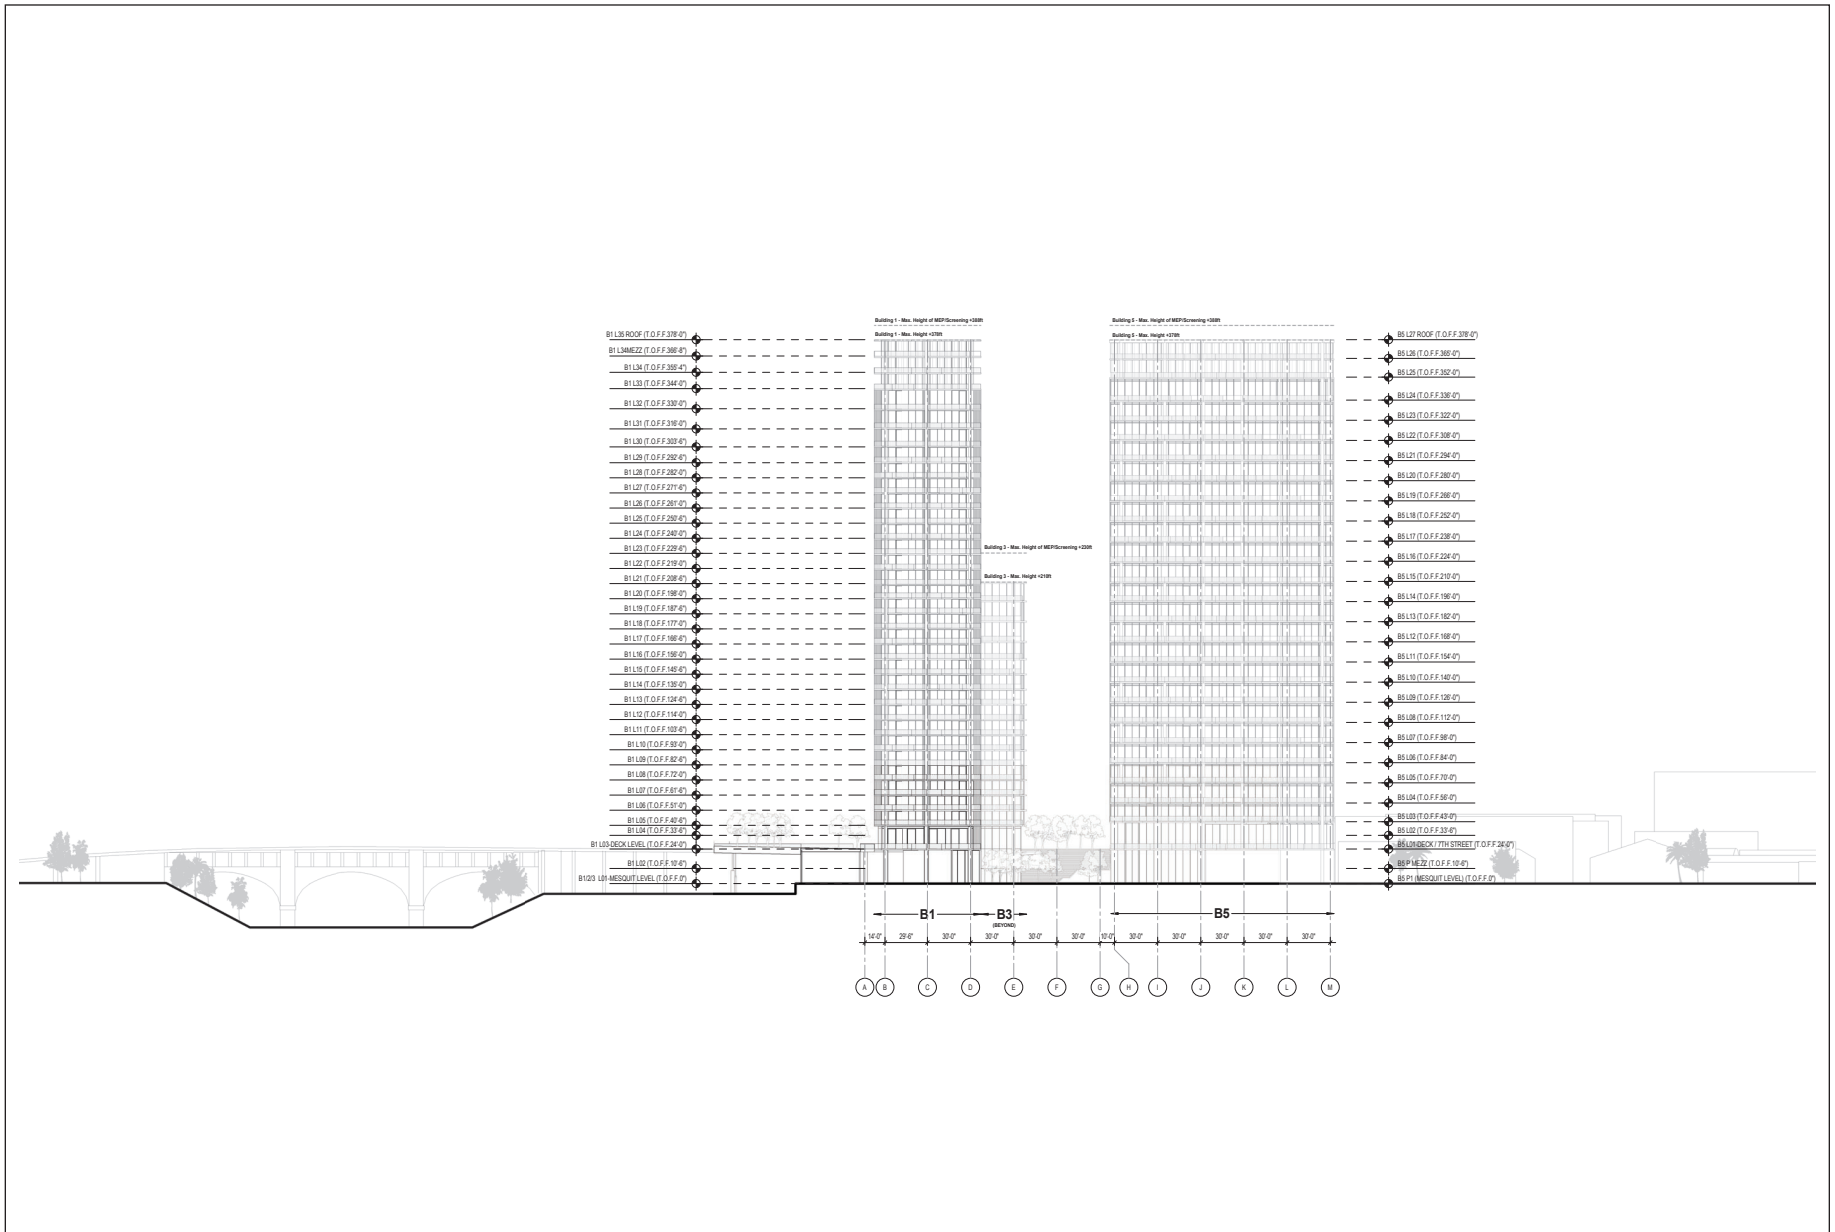 Building 1 - Max. Height of MEP/Screening +388ft
Building 1 - Max. Height +378ft
Building 5 - Max. Height of MEP/Screening +388ft
Building 5 - Max. Height +378ft
Building 3 - Max. Height of MEP/Screening +230ft
Building 3 - Max. Height +210ft
B1 L35 ROOF (T.O.F.F.378'-0")
B1 L34MEZZ (T.O.F.F.366'-8")
B1 L34 (T.O.F.F.355'-4")
B1 L33 (T.O.F.F.344'-0")
B1 L32 (T.O.F.F.330'-0")
B1 L31 (T.O.F.F.316'-0")
B1 L30 (T.O.F.F.303'-6")
B1 L29 (T.O.F.F.292'-6")
B1 L28 (T.O.F.F.282'-0")
B1 L27 (T.O.F.F.271'-6")
B1 L26 (T.O.F.F.261'-0")
B1 L25 (T.O.F.F.250'-6")
B1 L24 (T.O.F.F.240'-0")
B1 L23 (T.O.F.F.229'-6")
B1 L22 (T.O.F.F.219'-0")
B1 L21 (T.O.F.F.208'-6")
B1 L20 (T.O.F.F.198'-0")
B1 L19 (T.O.F.F.187'-6")
B1 L18 (T.O.F.F.177'-0")
B1 L17 (T.O.F.F.166'-6")
B1 L16 (T.O.F.F.156'-0")
B1 L15 (T.O.F.F.145'-6")
B1 L14 (T.O.F.F.135'-0")
B1 L13 (T.O.F.F.124'-6")
B1 L12 (T.O.F.F.114'-0")
B1 L11 (T.O.F.F.103'-6")
B1 L10 (T.O.F.F.93'-0")
B1 L09 (T.O.F.F.82'-6")
B1 L08 (T.O.F.F.72'-0")
B1 L07 (T.O.F.F.61'-6")
B1 L06 (T.O.F.F.51'-0")
B1 L05 (T.O.F.F.40'-6")
B1 L04 (T.O.F.F.33'-6")
B1 L03-DECK LEVEL (T.O.F.F.24'-0")
B1 L02 (T.O.F.F.10'-6")
B1/2/3 L01-MESQUIT LEVEL (T.O.F.F.0")
B5 L27 ROOF (T.O.F.F.378'-0")
B5 L26 (T.O.F.F.365'-0")
B5 L25 (T.O.F.F.352'-0")
B5 L24 (T.O.F.F.336'-0")
B5 L23 (T.O.F.F.322'-0")
B5 L22 (T.O.F.F.308'-0")
B5 L21 (T.O.F.F.294'-0")
B5 L20 (T.O.F.F.280'-0")
B5 L19 (T.O.F.F.266'-0")
B5 L18 (T.O.F.F.252'-0")
B5 L17 (T.O.F.F.238'-0")
B5 L16 (T.O.F.F.224'-0")
B5 L15 (T.O.F.F.210'-0")
B5 L14 (T.O.F.F.196'-0")
B5 L13 (T.O.F.F.182'-0")
B5 L12 (T.O.F.F.168'-0")
B5 L11 (T.O.F.F.154'-0")
B5 L10 (T.O.F.F.140'-0")
B5 L09 (T.O.F.F.126'-0")
B5 L08 (T.O.F.F.112'-0")
B5 L07 (T.O.F.F.98'-0")
B5 L06 (T.O.F.F.84'-0")
B5 L05 (T.O.F.F.70'-0")
B5 L04 (T.O.F.F.56'-0")
B5 L03 (T.O.F.F.43'-0")
B5 L02 (T.O.F.F.33'-6")
B5 L01-DECK / 7TH STREET (T.O.F.F.24'-0")
B5 P MEZZ (T.O.F.F.10'-6")
B5 P1 (MESQUIT LEVEL) (T.O.F.F.0")
B1 B3 B5
(BEYOND)
14'-0" 29'-6" 30'-0" 30'-0" 30'-0" 30'-0" 10'-0" 30'-0" 30'-0" 30'-0" 30'-0" 30'-0"
A B C D E F G H I J K L M